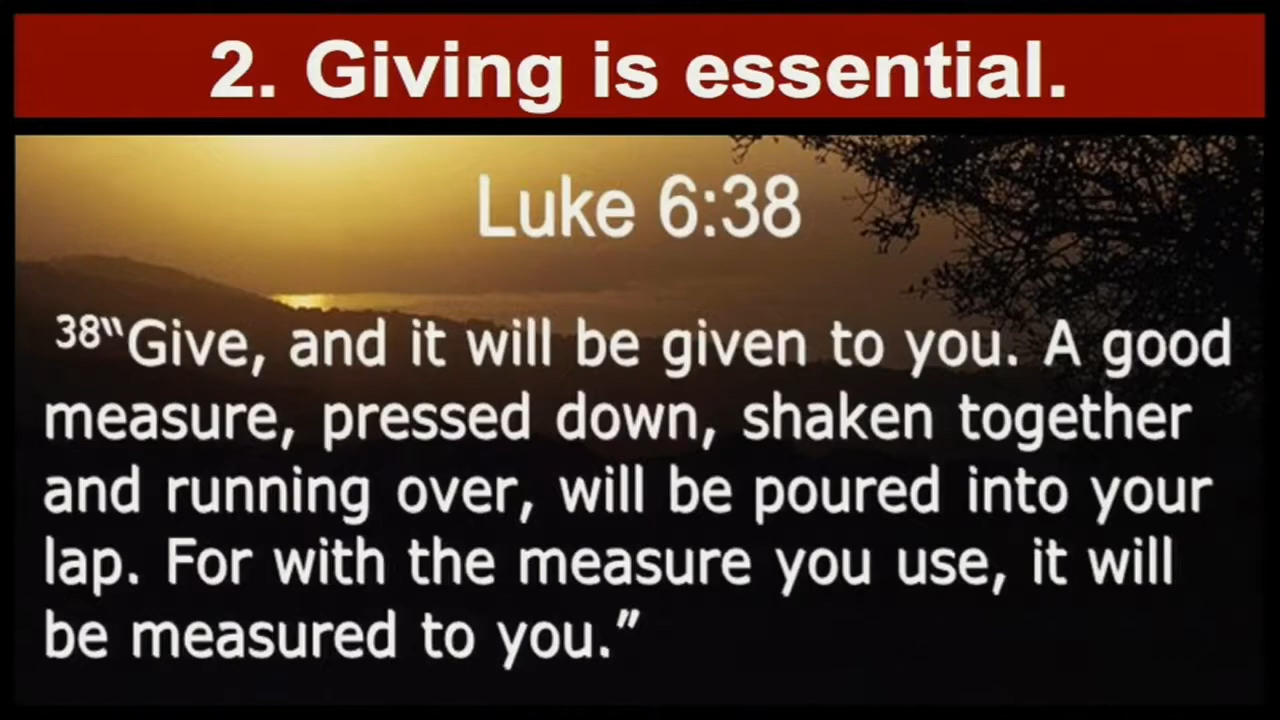 2. Giving is essential.
Luke 6:38
38“Give, and it will be given to you. A good
measure, pressed down, shaken together
and running over, will be poured into your
lap. For with the measure you use, it will
be measured to you.”